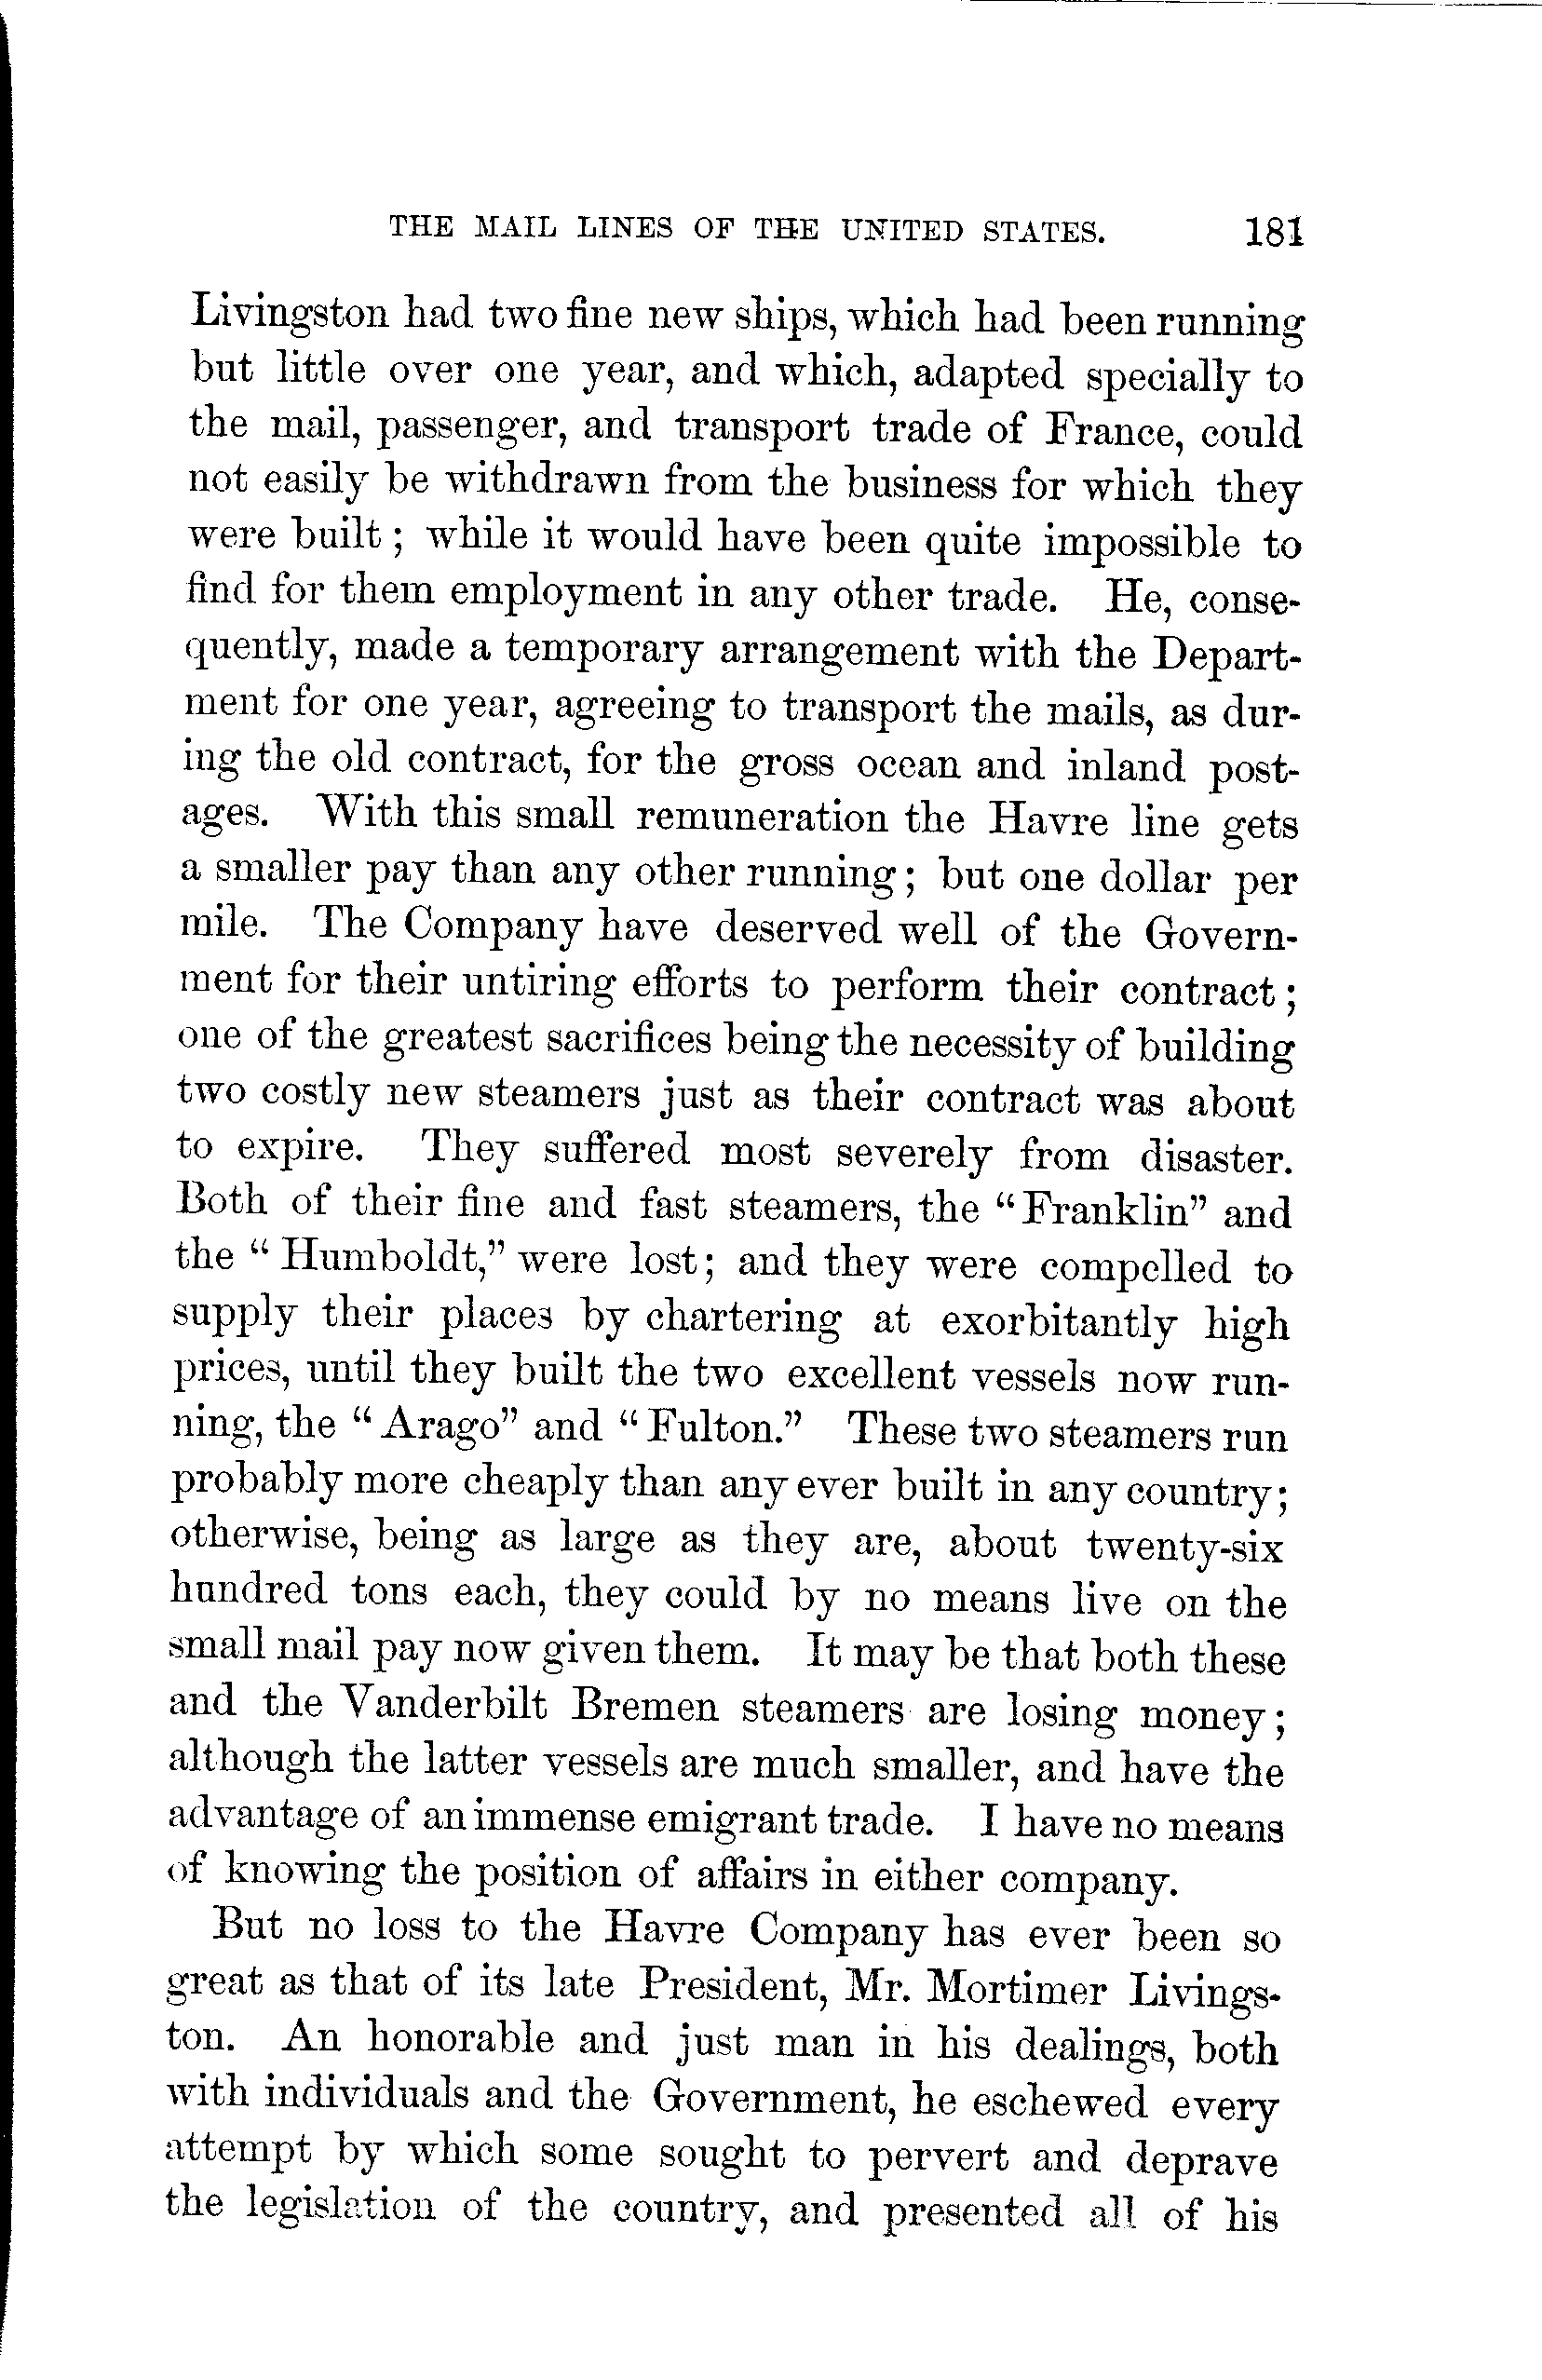 THE MAIL LINES OF THE UNITED STATES. 181
Livingston had two fine new ships, which had been running
but little over one year, and which, adapted specially to
the mail, passenger, and transport trade of France, could
not easily be withdrawn from the business for which they
were built; while it would have been quite impossible to
find for them employment in any other trade. He, conse-
quently, made a temporary arrangement with the Depart-
ment for one year, agreeing to transport the mails, as dur-
ing the old contract, for the gross ocean and inland post-
ages. With this small remuneration the Havre line gets
a smaller pay than any other running; but one dollar per
mile. The Company have deserved well of the Govern-
ment for their untiring efforts to perform their contract;
one of the greatest sacrifices being the necessity of building
two costly new steamers just as their contract was about
to expire. They suffered most severely from disaster.
Both of their fine and fast steamers, the "Franklin" and
the "Humboldt," were lost; and they were compelled to
supply their places by chartering at exorbitantly high
prices, until they built the two excellent vessels now run-
ning, the "Arago" and "Fulton." These two steamers run
probably more cheaply than any ever built in any country;
otherwise, being as large as they are, about twenty-six
hundred tons each, they could by no means live on the
small mail pay now given them. It may be that both these
and the Vanderbilt Bremen steamers are losing money;
although the latter vessels are much smaller, and have the
advantage of an immense emigrant trade. I have no means
of knowing the position of affairs in either company.
But no loss to the Havre Company has ever been so
great as that of its late President, Mr. Mortimer Livings-
ton. An honorable and just man in his dealings, both
with individuals and the Government, he eschewed every
attempt by which some sought to pervert and deprave
the legislation of the country, and presented all of his